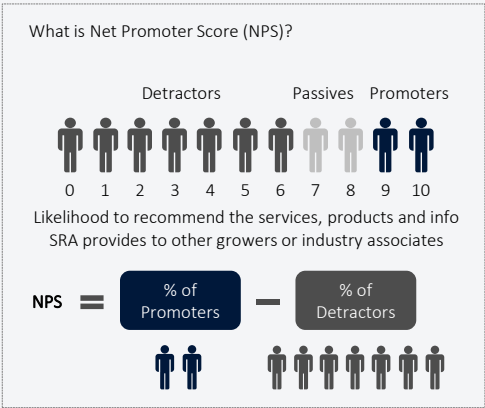 What is Net Promoter Score (NPS)?
Detractors Passives Promoters
0 1 2 3 4 5 6 7 8 9 10
Likelihood to recommend the services, products and info
SRA provides to other growers or industry associates
NPS = % of Promoters — % of Detractors